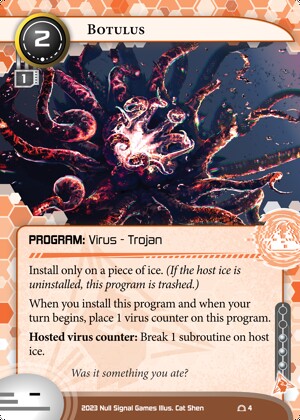 2
BOTULUS
1
PROGRAM: Virus - Trojan
Install only on a piece of ice. (If the host ice is
uninstalled, this program is trashed.)
When you install this program and when your
turn begins, place 1 virus counter on this program.
Hosted virus counter: Break 1 subroutine on host
ice.
Was it something you ate?
-
2023 Null Signal Games Illus. Cat Shen 4